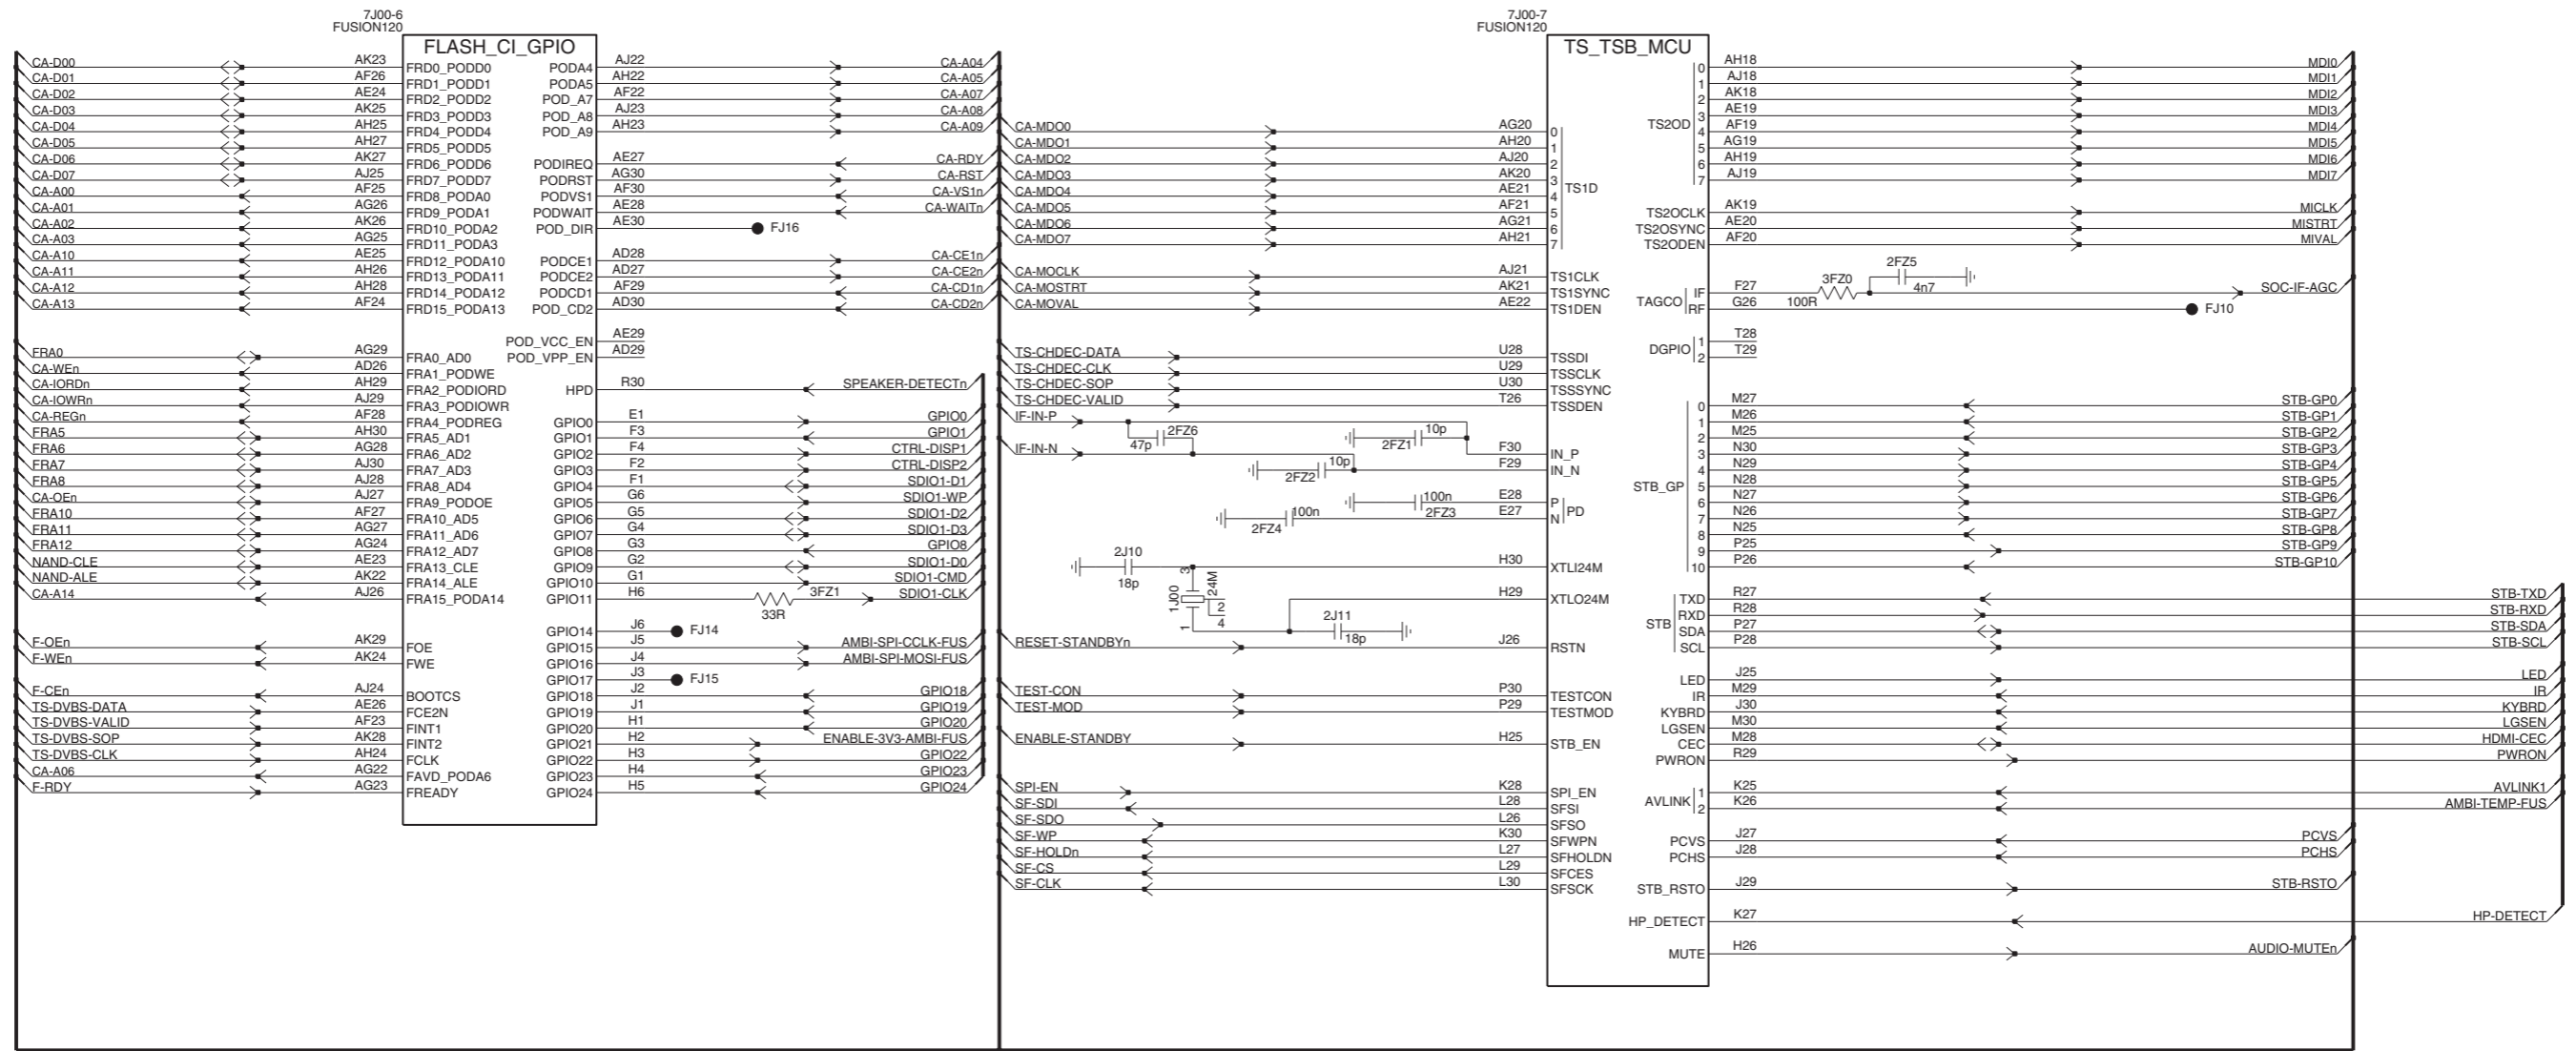 7J00-6
FUSION120
FLASH_CI_GPIO
CA-D00 AK23 FRD0_PODD0
CA-D01 AF26 FRD1_PODD1
CA-D02 AE24 FRD2_PODD2
CA-D03 AK25 FRD3_PODD3
CA-D04 AH25 FRD4_PODD4
CA-D05 AH27 FRD5_PODD5
CA-D06 AK27 FRD6_PODD6
CA-D07 AJ25 FRD7_PODD7
CA-A00 AF25 FRD8_PODA0
CA-A01 AG26 FRD9_PODA1
CA-A02 AK26 FRD10_PODA2
CA-A03 AG25 FRD11_PODA3
CA-A10 AE25 FRD12_PODA10
CA-A11 AH26 FRD13_PODA11
CA-A12 AH28 FRD14_PODA12
CA-A13 AF24 FRD15_PODA13
FRA0 AG29 FRA0_AD0
CA-WEn AD26 FRA1_PODWE
CA-IORDn AH29 FRA2_PODIORD
CA-IOWRn AJ29 FRA3_PODIOWR
CA-REGn AF28 FRA4_PODREG
FRA5 AH30 FRA5_AD1
FRA6 AG28 FRA6_AD2
FRA7 AJ30 FRA7_AD3
FRA8 AJ28 FRA8_AD4
CA-OEn AJ27 FRA9_PODOE
FRA10 AF27 FRA10_AD5
FRA11 AG27 FRA11_AD6
FRA12 AG24 FRA12_AD7
NAND-CLE AE23 FRA13_CLE
NAND-ALE AK22 FRA14_ALE
CA-A14 AJ26 FRA15_PODA14
F-OEn AK29 FOE
F-WEn AK24 FWE
F-CEn AJ24 BOOTCS
TS-DVBS-DATA AE26 FCE2N
TS-DVBS-VALID AF23 FINT1
TS-DVBS-SOP AK28 FINT2
TS-DVBS-CLK AH24 FCLK
CA-A06 AG22 FAVD_PODA6
F-RDY AG23 FREADY
PODA4 AJ22 CA-A04
PODA5 AH22 CA-A05
POD_A7 AF22 CA-A07
POD_A8 AJ23 CA-A08
POD_A9 AH23 CA-A09
PODIREQ AE27 CA-RDY
PODRST AG30 CA-RST
PODVS1 AF30 CA-VS1n
PODWAIT AE28 CA-WAITn
POD_DIR AE30 FJ16
PODCE1 AD28 CA-CE1n
PODCE2 AD27 CA-CE2n
PODCD1 AF29 CA-CD1n
POD_CD2 AD30 CA-CD2n
POD_VCC_EN AE29
POD_VPP_EN AD29
HPD R30 SPEAKER-DETECTn
GPIO0 E1 GPIO0
GPIO1 F3 GPIO1
GPIO2 F4 CTRL-DISP1
GPIO3 F2 CTRL-DISP2
GPIO4 F1 SDIO1-D1
GPIO5 G6 SDIO1-WP
GPIO6 G5 SDIO1-D2
GPIO7 G4 SDIO1-D3
GPIO8 G3 GPIO8
GPIO9 G2 SDIO1-D0
GPIO10 G1 SDIO1-CMD
GPIO11 H6 3FZ1 33R SDIO1-CLK
GPIO14 J6 FJ14
GPIO15 J5 AMBI-SPI-CCLK-FUS
GPIO16 J4 AMBI-SPI-MOSI-FUS
GPIO17 J3 FJ15
GPIO18 J2 GPIO18
GPIO19 J1 GPIO19
GPIO20 H1 GPIO20
GPIO21 H2 ENABLE-3V3-AMBI-FUS
GPIO22 H3 GPIO22
GPIO23 H4 GPIO23
GPIO24 H5 GPIO24
7J00-7
FUSION120
TS_TSB_MCU
CA-MDO0 AG20 0
CA-MDO1 AH20 1
CA-MDO2 AJ20 2
CA-MDO3 AK20 3
TS1D
CA-MDO4 AE21 4
CA-MDO5 AF21 5
CA-MDO6 AG21 6
CA-MDO7 AH21 7
CA-MOCLK AJ21 TS1CLK
CA-MOSTRT AK21 TS1SYNC
CA-MOVAL AE22 TS1DEN
TS-CHDEC-DATA U28 TSSDI
TS-CHDEC-CLK U29 TSSCLK
TS-CHDEC-SOP U30 TSSSYNC
TS-CHDEC-VALID T26 TSSDEN
IF-IN-P 2FZ6 47p 2FZ1 10p
IF-IN-N F30 IN_P
2FZ2 10p F29 IN_N
100n 2FZ3 E28 P
2FZ4 100n E27 N PD
2J10 18p H30 XTLI24M
1J00 24M 3 2 4 1
H29 XTLO24M
2J11 18p
RESET-STANDBYn J26 RSTN
TEST-CON P30 TESTCON
TEST-MOD P29 TESTMOD
ENABLE-STANDBY H25 STB_EN
SPI-EN K28 SPI_EN
SF-SDI L28 SFSI
SF-SDO L26 SFSO
SF-WP K30 SFWPN
SF-HOLDn L27 SFHOLDN
SF-CS L29 SFCES
SF-CLK L30 SFSCK
0 AH18 MDI0
1 AJ18 MDI1
2 AK18 MDI2
3 AE19 MDI3
TS2OD
4 AF19 MDI4
5 AG19 MDI5
6 AH19 MDI6
7 AJ19 MDI7
TS2OCLK AK19 MICLK
TS2OSYNC AE20 MISTRT
TS2ODEN AF20 MIVAL
2FZ5 4n7
TAGCO IF F27 3FZ0 100R SOC-IF-AGC
RF G26 FJ10
DGPIO 1 T28
2 T29
0 M27 STB-GP0
1 M26 STB-GP1
2 M25 STB-GP2
3 N30 STB-GP3
4 N29 STB-GP4
STB_GP 5 N28 STB-GP5
6 N27 STB-GP6
7 N26 STB-GP7
8 N25 STB-GP8
9 P25 STB-GP9
10 P26 STB-GP10
TXD R27 STB-TXD
STB RXD R28 STB-RXD
SDA P27 STB-SDA
SCL P28 STB-SCL
LED J25 LED
IR M29 IR
KYBRD J30 KYBRD
LGSEN M30 LGSEN
CEC M28 HDMI-CEC
PWRON R29 PWRON
AVLINK 1 K25 AVLINK1
2 K26 AMBI-TEMP-FUS
PCVS J27 PCVS
PCHS J28 PCHS
STB_RSTO J29 STB-RSTO
HP_DETECT K27 HP-DETECT
MUTE H26 AUDIO-MUTEn